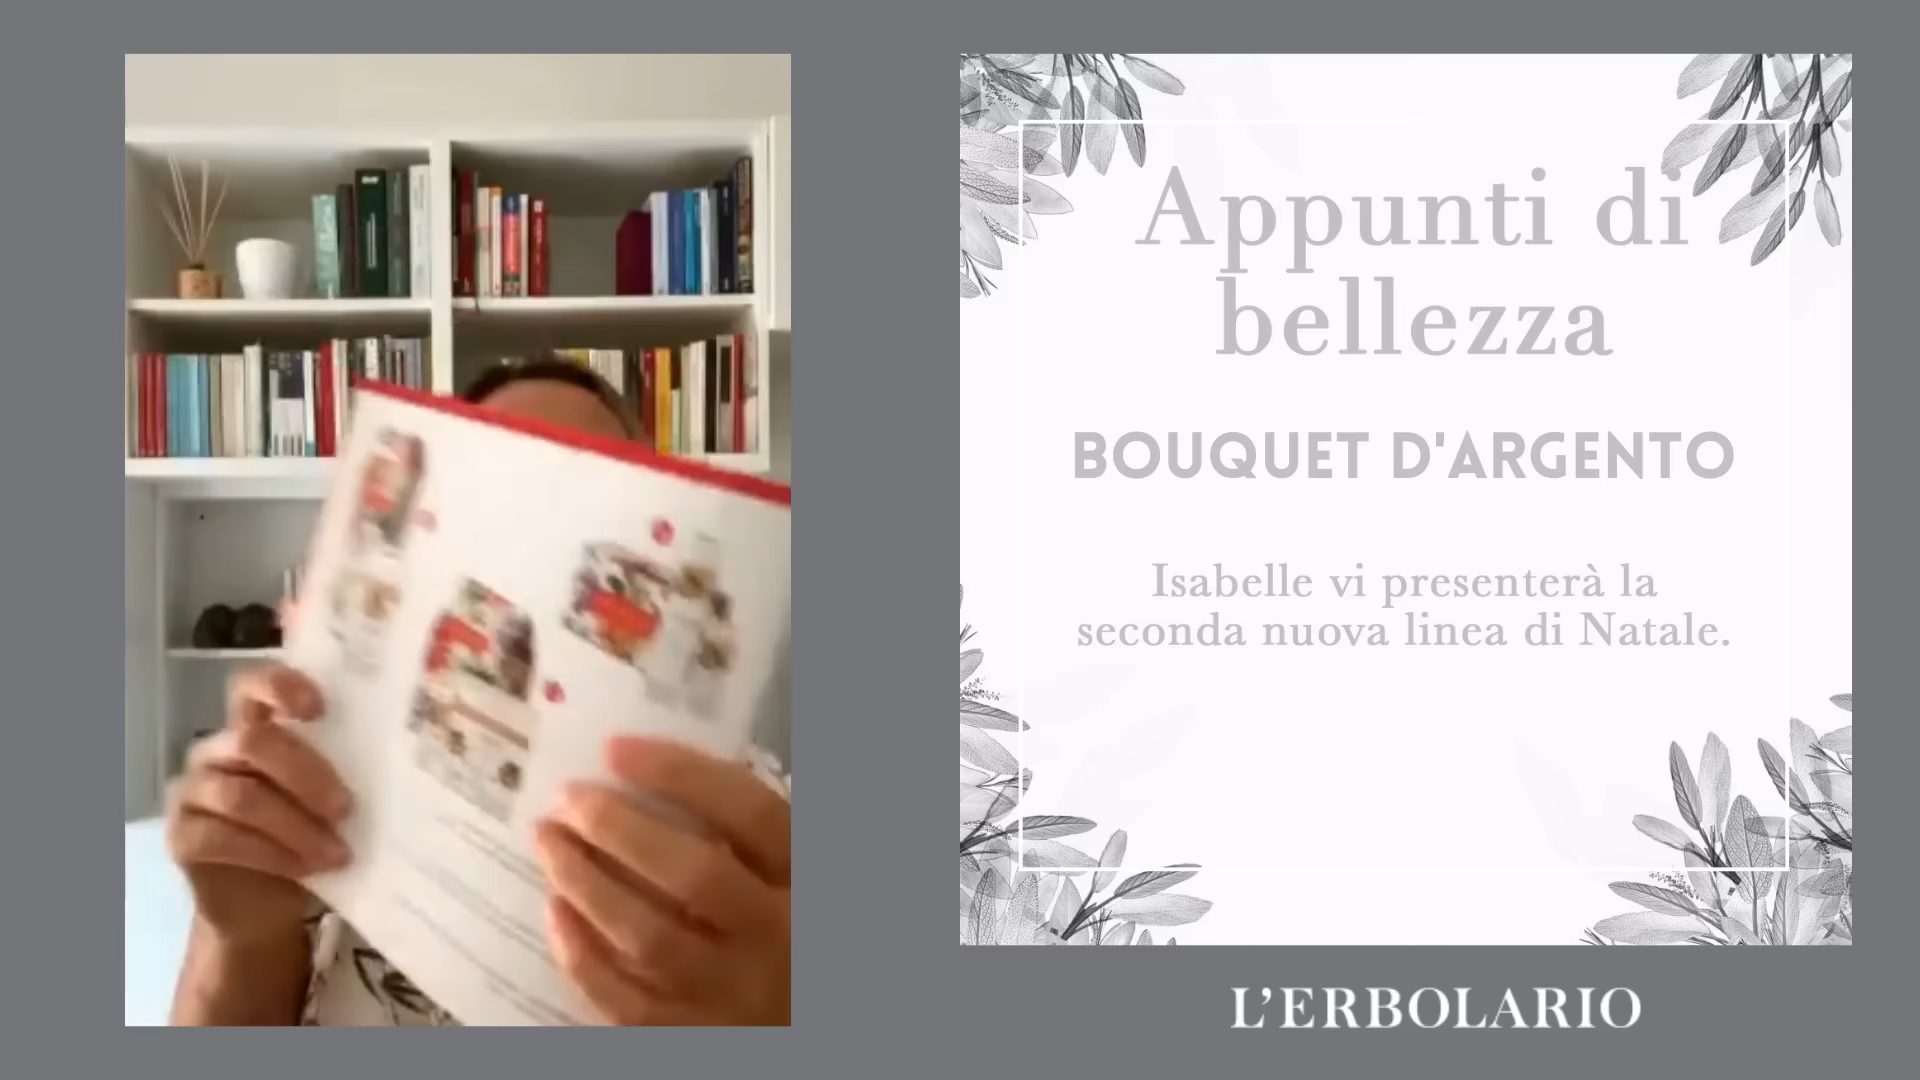 Appunti di
bellezza
BOUQUET D'ARGENTO
Isabelle vi presenterà la
seconda nuova linea di Natale.
L'ERBOLARIO